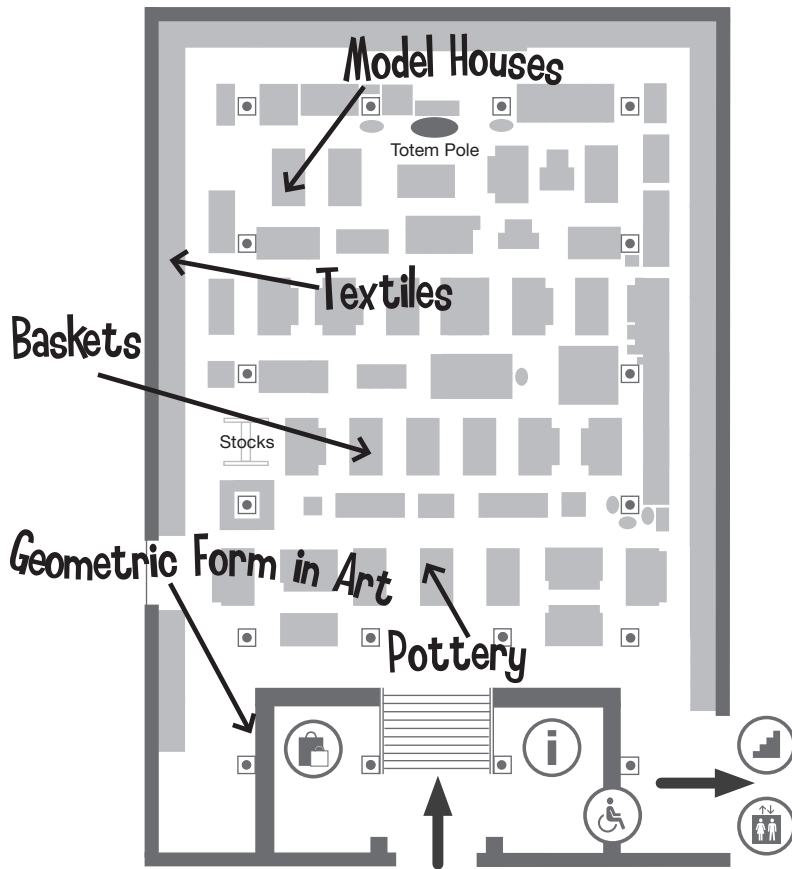 Model Houses
Totem Pole
Textiles
Baskets
Stocks
Geometric Form in Art
Pottery
i